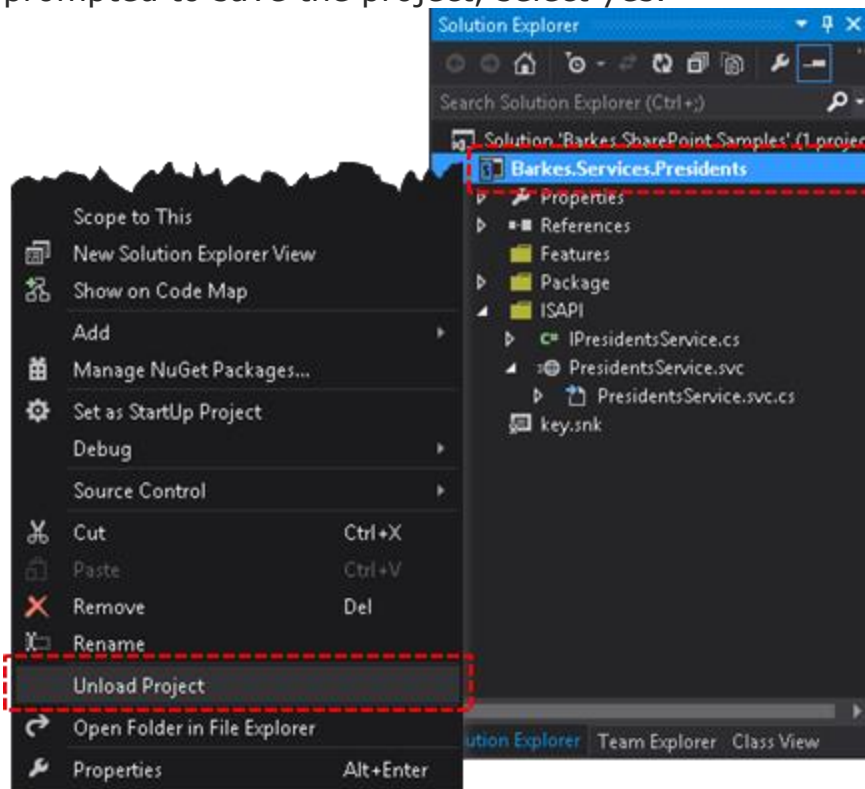 prompted to save the project, select yes.
Solution Explorer
Search Solution Explorer (Ctrl+;)
Solution 'Barkes.SharePoint.Samples' (1 projec
Barkes.Services.Presidents
Properties
References
Features
Package
ISAPI
IPresidentsService.cs
PresidentsService.svc
PresidentsService.svc.cs
key.snk
Scope to This
New Solution Explorer View
Show on Code Map
Add
Manage NuGet Packages...
Set as StartUp Project
Debug
Source Control
Cut Ctrl+X
Paste Ctrl+V
Remove Del
Rename
Unload Project
Open Folder in File Explorer
Properties Alt+Enter
ution Explorer Team Explorer Class View